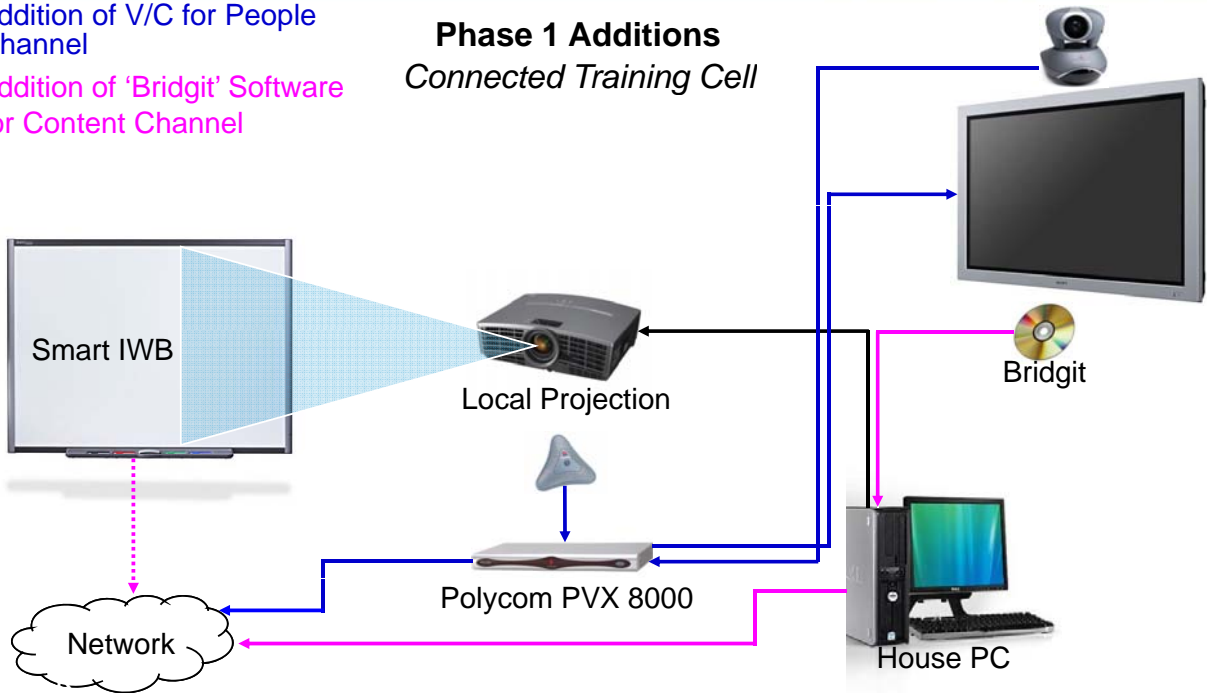 ddition of V/C for People
hannel
ddition of ‘Bridgit’ Software
or Content Channel
Phase 1 Additions
Connected Training Cell
Smart IWB
Local Projection
Bridgit
Polycom PVX 8000
Network
House PC